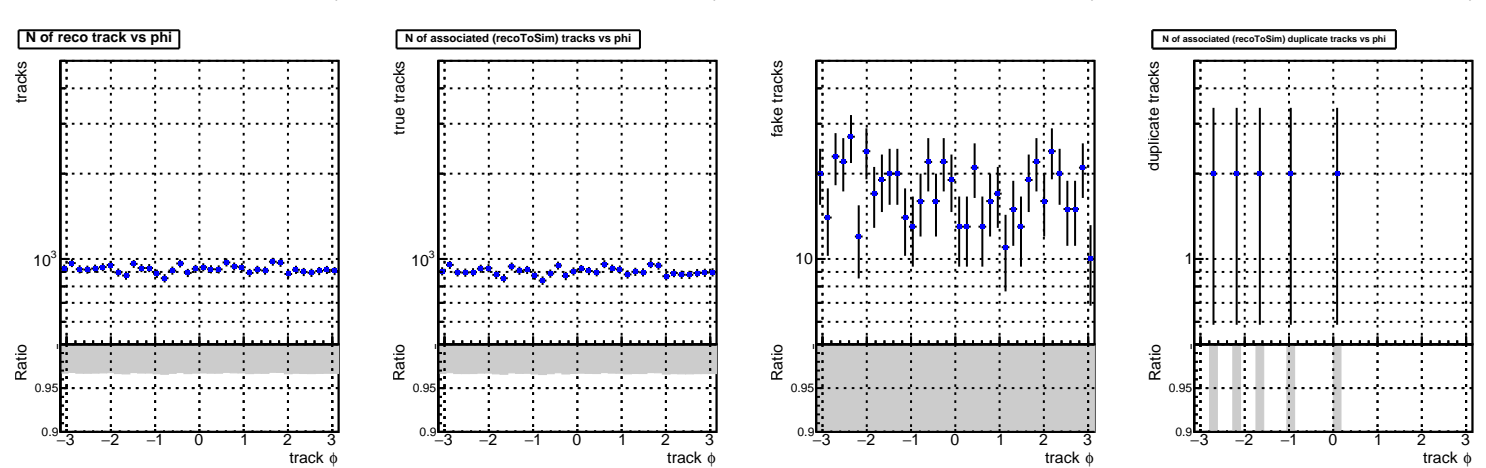 N of reco track vs phi
tracks
10³
Ratio
0.95
0.9
−3 −2 −1 0 1 2 3
track ϕ
N of associated (recoToSim) tracks vs phi
true tracks
10³
Ratio
0.95
0.9
−3 −2 −1 0 1 2 3
track ϕ
fake tracks
10
Ratio
0.95
0.9
−3 −2 −1 0 1 2 3
track ϕ
N of associated (recoToSim) duplicate tracks vs phi
duplicate tracks
1
Ratio
0.95
0.9
−3 −2 −1 0 1 2 3
track ϕ